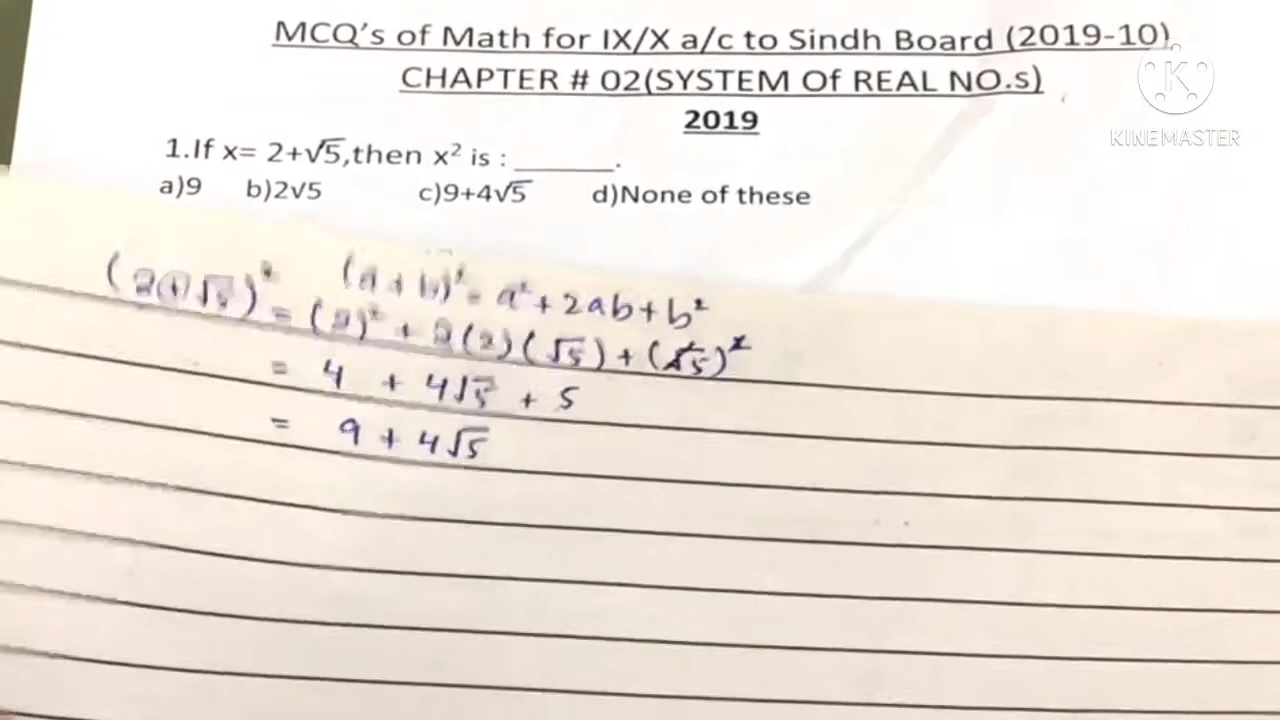 MCQ's of Math for IX/X a/c to Sindh Board (2019-10)
CHAPTER # 02(SYSTEM Of REAL NO.s)
K
KINEMASTER
2019
1.If x= 2+√5,then x² is : ______.
a)9 b)2√5 c)9+4√5 d)None of these
(a + b)² = a² + 2ab + b²
(2+√5)² = (2)² + 2(2)(√5) + (√5)²
= 4 + 4√5 + 5
= 9 + 4√5